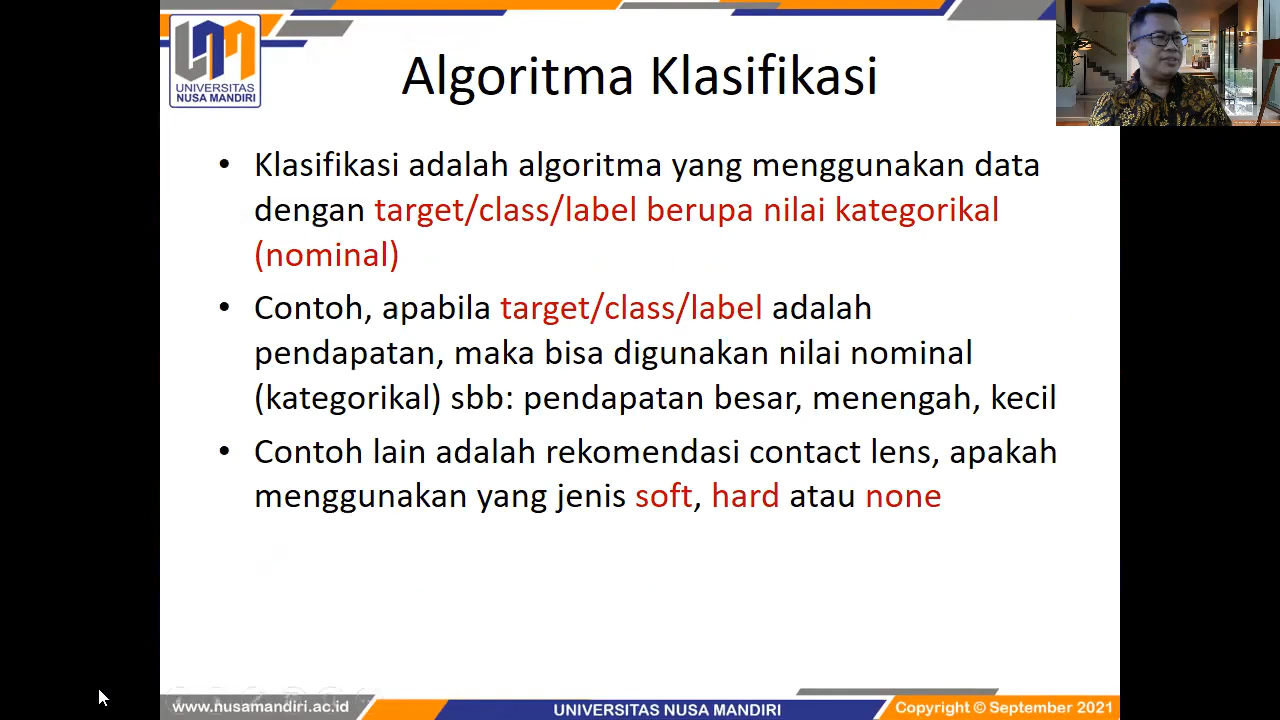 UNIVERSITAS
NUSA MANDIRI
Algoritma Klasifikasi
• Klasifikasi adalah algoritma yang menggunakan data
dengan target/class/label berupa nilai kategorikal
(nominal)
• Contoh, apabila target/class/label adalah
pendapatan, maka bisa digunakan nilai nominal
(kategorikal) sbb: pendapatan besar, menengah, kecil
• Contoh lain adalah rekomendasi contact lens, apakah
menggunakan yang jenis soft, hard atau none
www.nusamandiri.ac.id
UNIVERSITAS NUSA MANDIRI
Copyright © September 2021